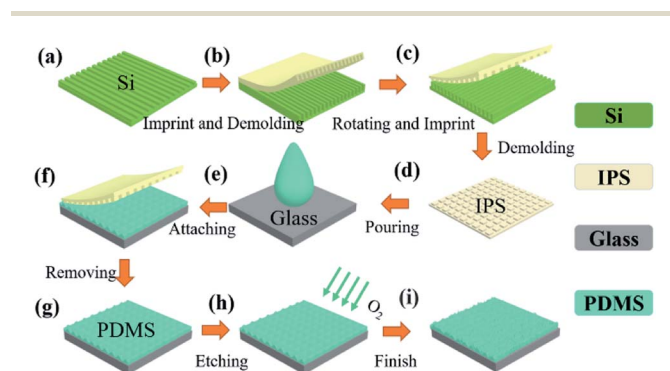 (a)
Si
(b)
(c)
Imprint and Demolding
Rotating and Imprint
Si
Demolding
(f)
(e)
Glass
(d)
IPS
IPS
Attaching
Pouring
Glass
Removing
(g)
PDMS
(h)
O2
(i)
PDMS
Etching
Finish